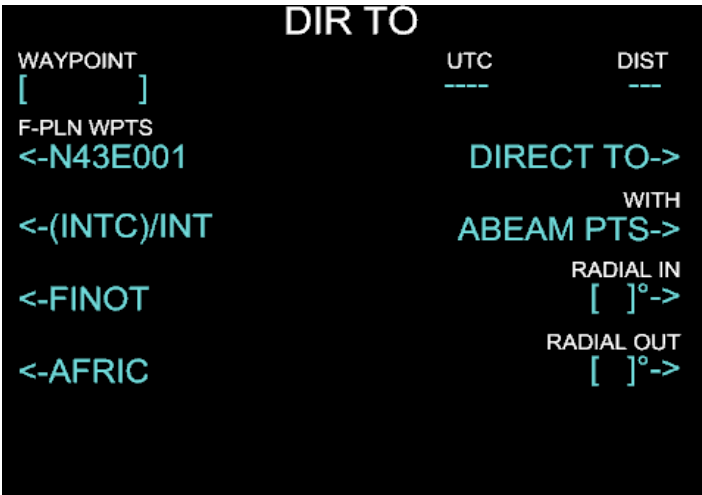 DIR TO
WAYPOINT UTC DIST
[ ] ---- ---
F-PLN WPTS
<-N43E001 DIRECT TO->
WITH
<-(INTC)/INT ABEAM PTS->
RADIAL IN
<-FINOT [ ]°->
RADIAL OUT
<-AFRIC [ ]°->